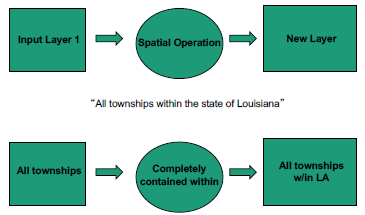 Input Layer 1
Spatial Operation
New Layer
“All townships within the state of Louisiana”
All townships
Completely
contained within
All townships
w/in LA